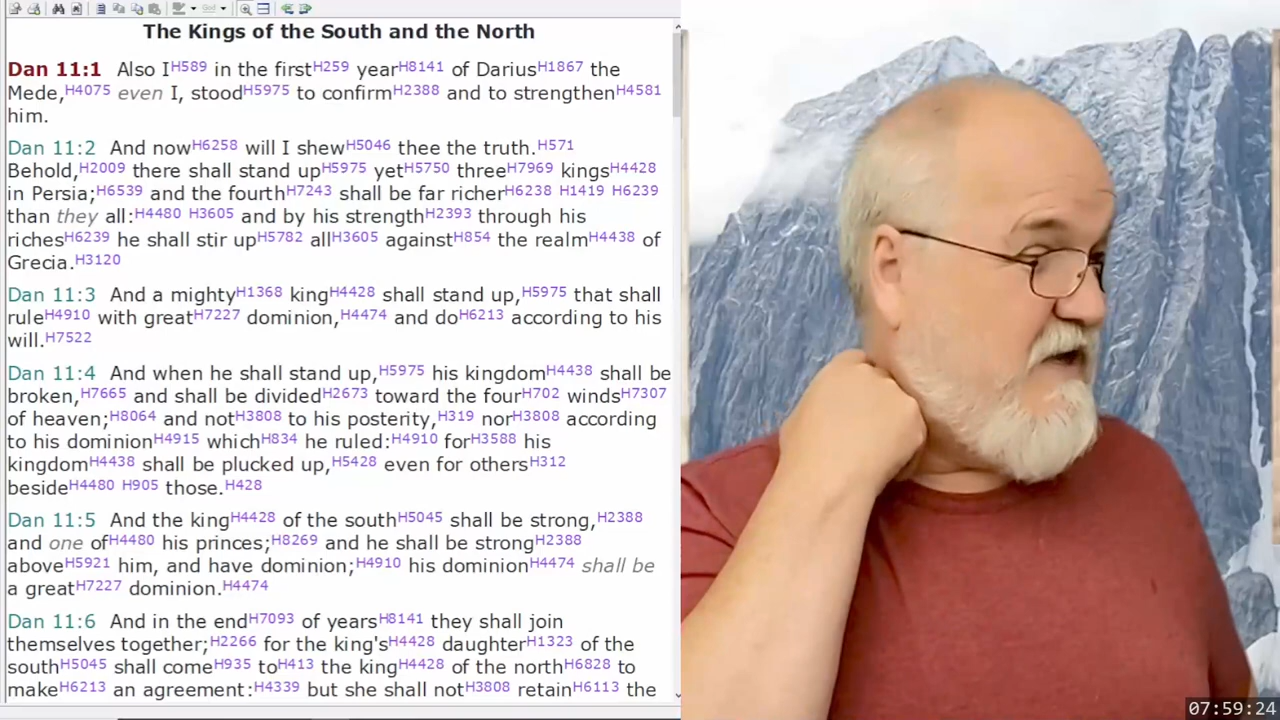 The Kings of the South and the North
Dan 11:1 Also IH589 in the firstH259 yearH8141 of DariusH1867 the
Mede,H4075 even I, stoodH5975 to confirmH2388 and to strengthenH4581
him.
Dan 11:2 And nowH6258 will I shewH5046 thee the truth.H571
Behold,H2009 there shall stand upH5975 yetH5750 threeH7969 kingsH4428
in Persia;H6539 and the fourthH7243 shall be far richerH6238 H1419 H6239
than they all:H4480 H3605 and by his strengthH2393 through his
richesH6239 he shall stir upH5782 allH3605 againstH854 the realmH4438 of
Grecia.H3120
Dan 11:3 And a mightyH1368 kingH4428 shall stand up,H5975 that shall
ruleH4910 with greatH7227 dominion,H4474 and doH6213 according to his
will.H7522
Dan 11:4 And when he shall stand up,H5975 his kingdomH4438 shall be
broken,H7665 and shall be dividedH2673 toward the fourH702 windsH7307
of heaven;H8064 and notH3808 to his posterity,H319 norH3808 according
to his dominionH4915 whichH834 he ruled:H4910 forH3588 his
kingdomH4438 shall be plucked up,H5428 even for othersH312
besideH4480 H905 those.H428
Dan 11:5 And the kingH4428 of the southH5045 shall be strong,H2388
and one ofH4480 his princes;H8269 and he shall be strongH2388
aboveH5921 him, and have dominion;H4910 his dominionH4474 shall be
a greatH7227 dominion.H4474
Dan 11:6 And in the endH7093 of yearsH8141 they shall join
themselves together;H2266 for the king'sH4428 daughterH1323 of the
southH5045 shall comeH935 toH413 the kingH4428 of the northH6828 to
makeH6213 an agreement:H4339 but she shall notH3808 retainH6113 the
07:59:24